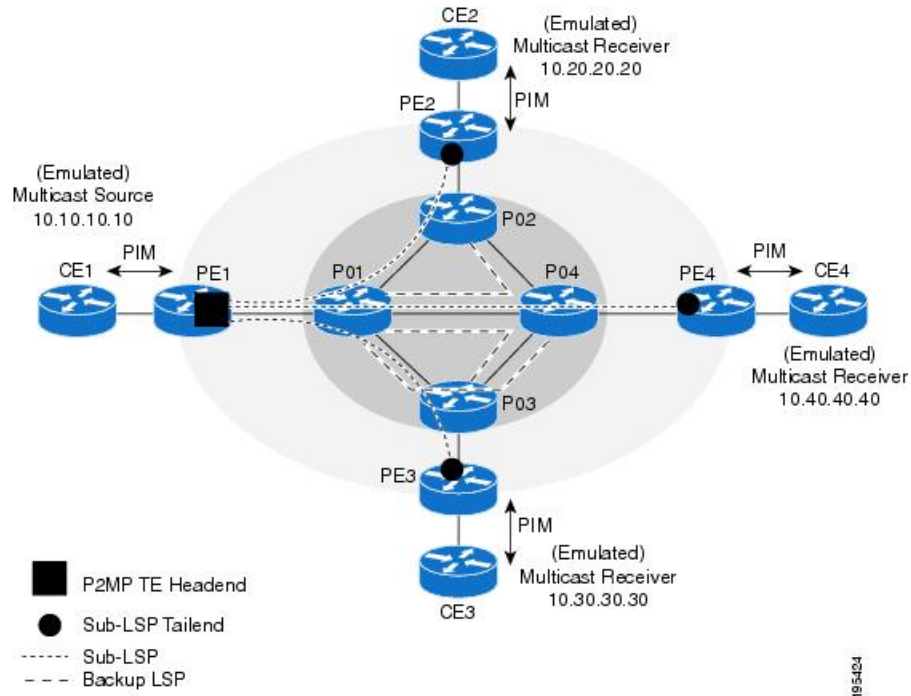 CE2
(Emulated)
Multicast Receiver
10.20.20.20
PE2
PIM
(Emulated)
Multicast Source
10.10.10.10
P02
PIM
PIM
CE1
PE1
P01
P04
PE4
CE4
(Emulated)
Multicast Receiver
10.40.40.40
P03
PE3
PIM
(Emulated)
Multicast Receiver
10.30.30.30
CE3
P2MP TE Headend
Sub-LSP Tailend
Sub-LSP
Backup LSP
195424